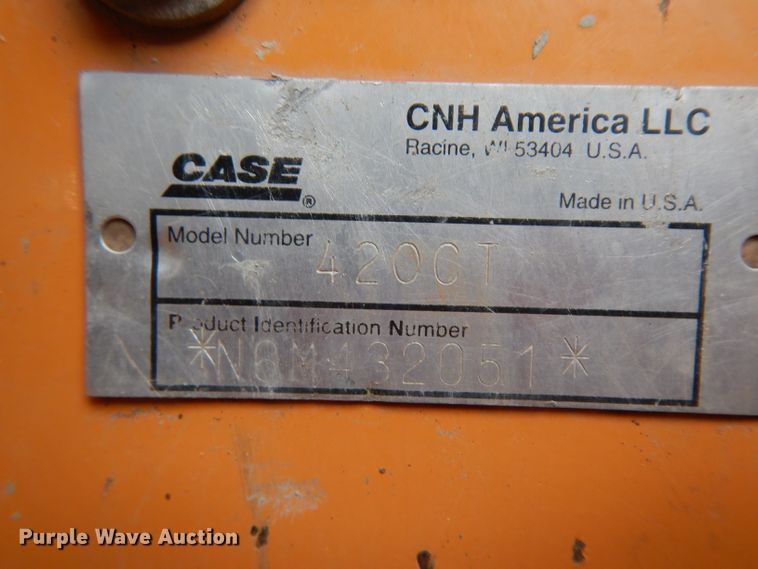 CNH America LLC
Racine, WI 53404 U.S.A.
CASE®
Made in U.S.A.
Model Number
420CT
Product Identification Number
*N8M432051*
Purple Wave Auction